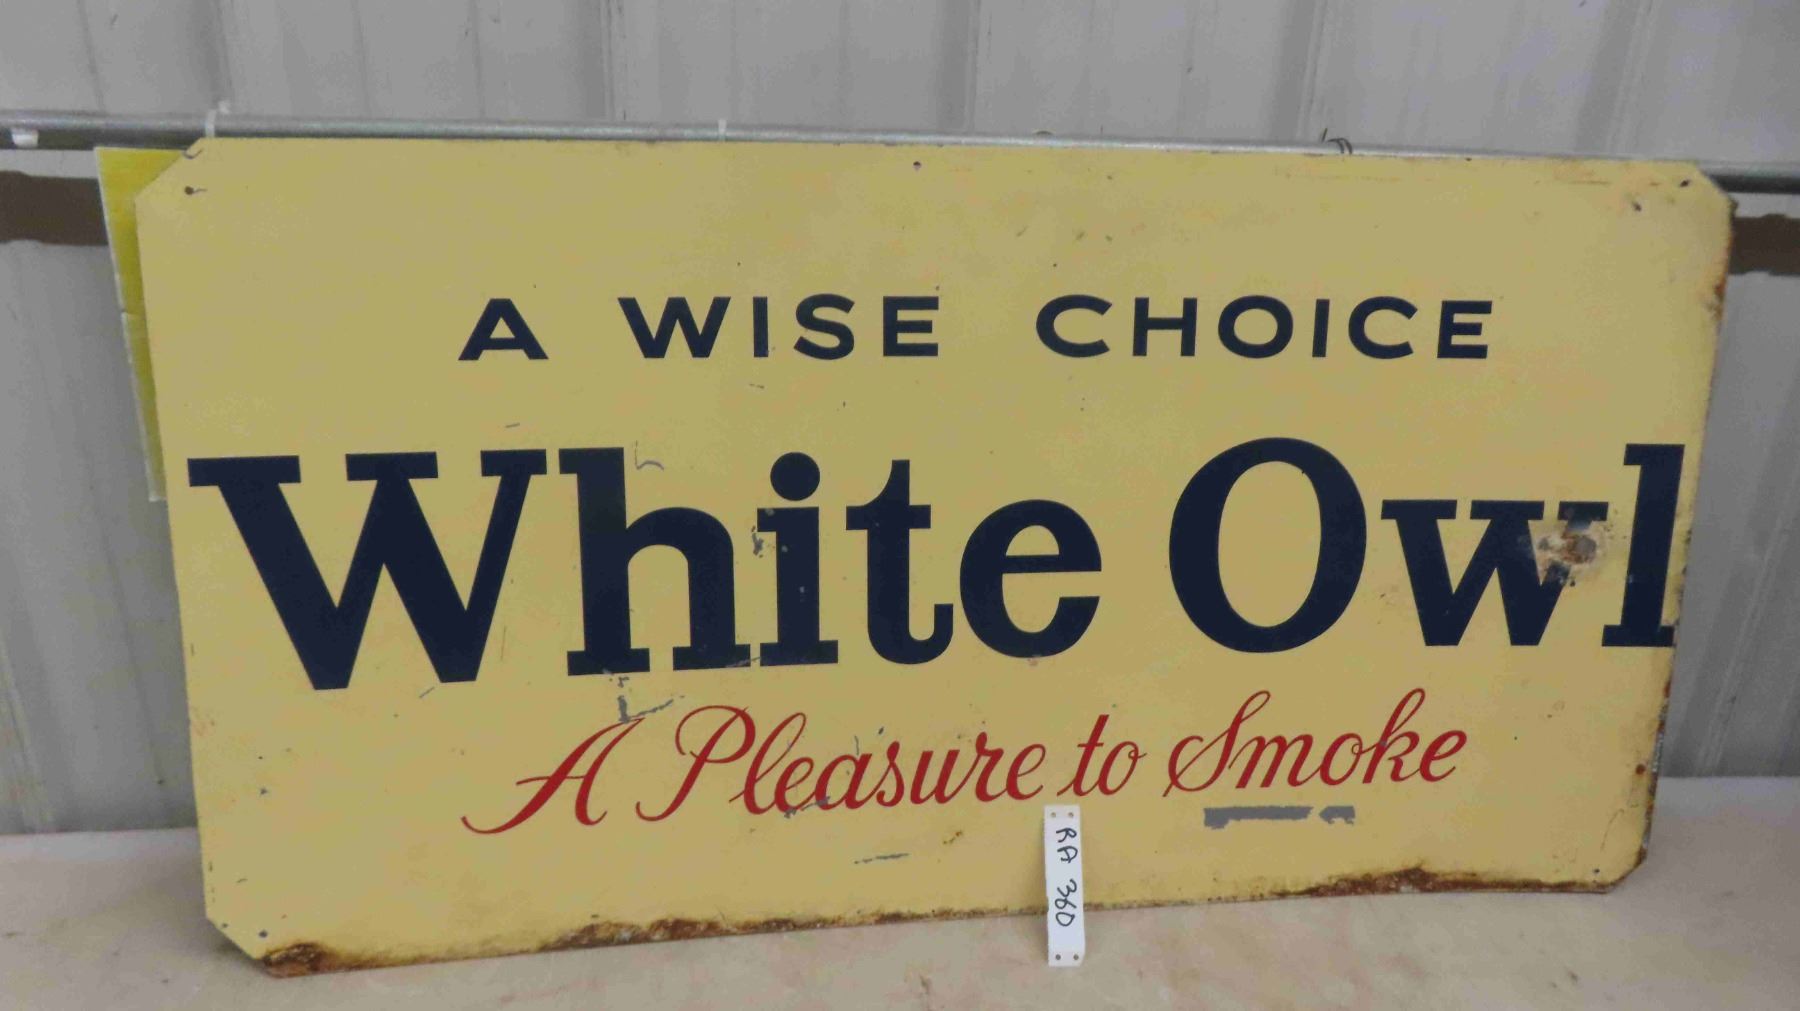 A WISE CHOICE
White Owl
A Pleasure to Smoke
RA 360